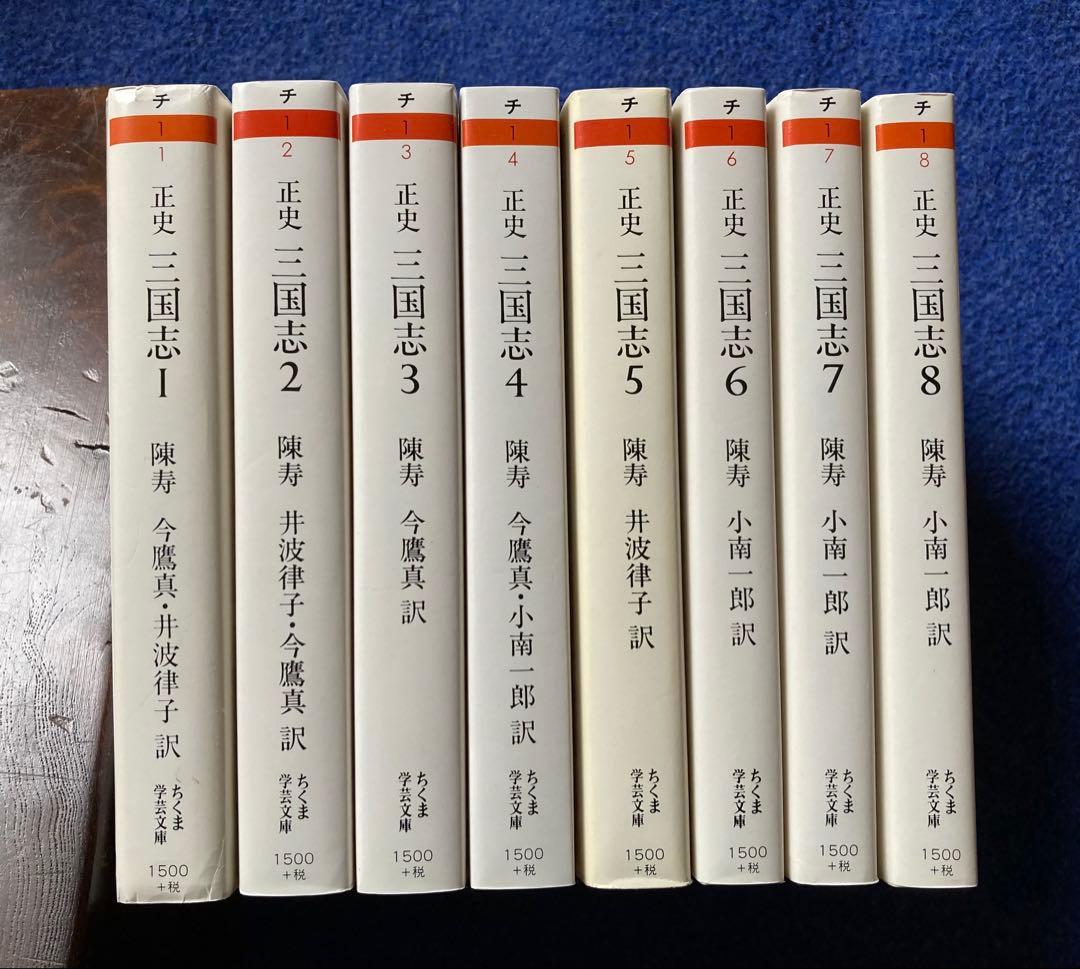 チ
1
1
正史 三国志 1
陳寿 今鷹真・井波律子 訳
ちくま
学芸文庫
1500
+税
チ
1
2
正史 三国志 2
陳寿 井波律子・今鷹真 訳
ちくま
学芸文庫
1500
+税
チ
1
3
正史 三国志 3
陳寿 今鷹真 訳
ちくま
学芸文庫
1500
+税
チ
1
4
正史 三国志 4
陳寿 今鷹真・小南一郎 訳
ちくま
学芸文庫
1500
+税
チ
1
5
正史 三国志 5
陳寿 井波律子 訳
ちくま
学芸文庫
1500
+税
チ
1
6
正史 三国志 6
陳寿 小南一郎 訳
ちくま
学芸文庫
1500
+税
チ
1
7
正史 三国志 7
陳寿 小南一郎 訳
ちくま
学芸文庫
1500
+税
チ
1
8
正史 三国志 8
陳寿 小南一郎 訳
ちくま
学芸文庫
1500
+税